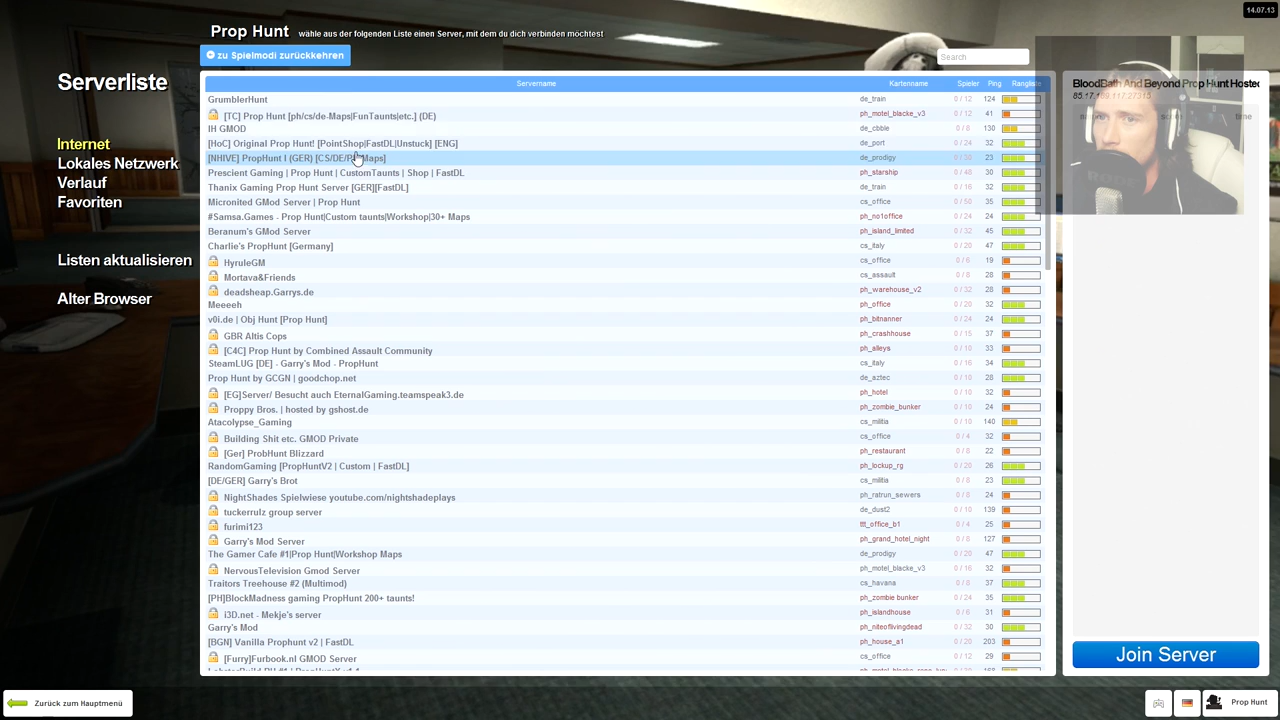 14.07.13
Prop Hunt wähle aus der folgenden Liste einen Server, mit dem du dich verbinden möchtest
zu Spielmodi zurückkehren
Search
Serverliste
Internet
Lokales Netzwerk
Verlauf
Favoriten
Listen aktualisieren
Alter Browser
Servername Kartenname Spieler Ping Rangliste
GrumblerHunt de_train 0 / 12 124
[TC] Prop Hunt [ph/cs/de-Maps|FunTaunts|etc.] (DE) ph_motel_blacke_v3 0 / 12 41
IH GMOD de_cbble 0 / 8 130
[HoC] Original Prop Hunt! [PointShop|FastDL|Unstuck] [ENG] de_port 0 / 24 32
[NHIVE] PropHunt I (GER) [CS/DE/PH Maps] de_prodigy 23
Prescient Gaming | Prop Hunt | CustomTaunts | Shop | FastDL ph_starship 0 / 48 30
Thanix Gaming Prop Hunt Server [GER][FastDL] de_train 0 / 16 32
Micronited GMod Server | Prop Hunt cs_office 0 / 50 35
#Samsa.Games - Prop Hunt|Custom taunts|Workshop|30+ Maps ph_no1office 0 / 24 24
Beranum's GMod Server ph_island_limited 0 / 32 45
Charlie's PropHunt [Germany] cs_italy 0 / 20 47
HyruleGM cs_office 0 / 6 19
Mortava&Friends cs_assault 0 / 8 28
deadsheap.Garrys.de ph_warehouse_v2 0 / 32 28
Meeeeh ph_office 0 / 20 32
v0i.de | Obj Hunt [Prop Hunt] ph_bitnanner 0 / 24 24
GBR Altis Cops ph_crashhouse 0 / 15 37
[C4C] Prop Hunt by Combined Assault Community ph_alleys 0 / 10 33
SteamLUG [DE] - Garry's Mod - PropHunt cs_italy 0 / 16 34
Prop Hunt by GCGN | goodchop.net de_aztec 0 / 10 28
[EG]Server/ Besucht auch EternalGaming.teamspeak3.de ph_hotel 0 / 10 32
Proppy Bros. | hosted by gshost.de ph_zombie_bunker 0 / 10 24
Atacolypse_Gaming cs_militia 0 / 10 140
Building Shit etc. GMOD Private cs_office 0 / 4 32
[Ger] ProbHunt Blizzard ph_restaurant 0 / 8 22
RandomGaming [PropHuntV2 | Custom | FastDL] ph_lockup_rg 0 / 20 26
[DE/GER] Garry's Brot cs_militia 0 / 8 23
NightShades Spielwiese youtube.com/nightshadeplays ph_ratrun_sewers 0 / 8 24
tuckerrulz group server de_dust2 0 / 10 139
furimi123 ttt_office_b1 0 / 4 25
Garry's Mod Server ph_grand_hotel_night 0 / 8 127
The Gamer Cafe #1|Prop Hunt|Workshop Maps de_prodigy 0 / 20 47
NervousTelevision Gmod Server ph_motel_blacke_v3 0 / 16 32
Traitors Treehouse #2 (Multimod) cs_havana 0 / 8 37
[PH]BlockMadness gaming PropHunt 200+ taunts! ph_zombie bunker 0 / 24 35
i3D.net - Mekje's server ph_islandhouse 0 / 6 31
Garry's Mod ph_niteoflivingdead 0 / 32 30
[BGN] Vanilla Prophunt v2 | FastDL ph_house_a1 0 / 20 203
[Furry]Furbook.nl GMOD Server cs_office 0 / 12 29
BloodBath And Beyond Prop Hunt Hoste
name score time
Join Server
Zurück zum Hauptmenü
Prop Hunt